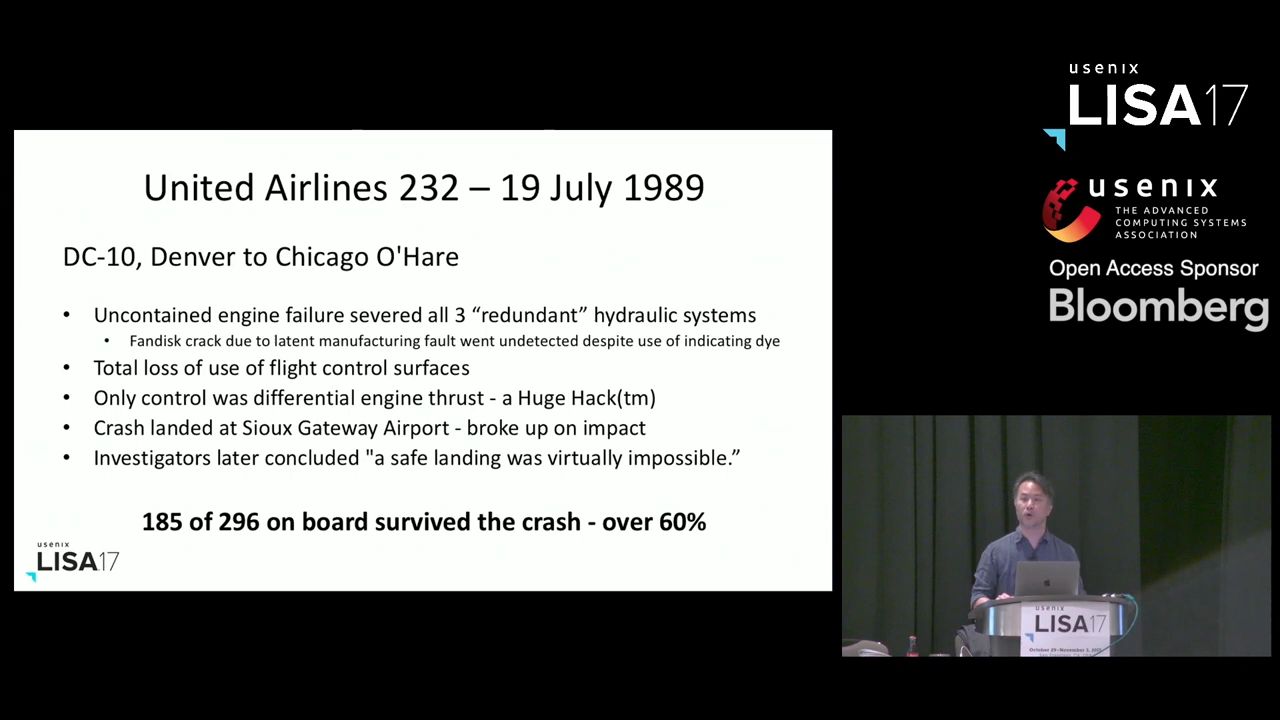 United Airlines 232 – 19 July 1989
DC-10, Denver to Chicago O'Hare
• Uncontained engine failure severed all 3 “redundant” hydraulic systems
• Fandisk crack due to latent manufacturing fault went undetected despite use of indicating dye
• Total loss of use of flight control surfaces
• Only control was differential engine thrust - a Huge Hack(tm)
• Crash landed at Sioux Gateway Airport - broke up on impact
• Investigators later concluded "a safe landing was virtually impossible.”
185 of 296 on board survived the crash - over 60%
usenix
LISA17
usenix
LISA17
usenix
THE ADVANCED
COMPUTING SYSTEMS
ASSOCIATION
Open Access Sponsor
Bloomberg
usenix
LISA17
October 29–November 3, 2017